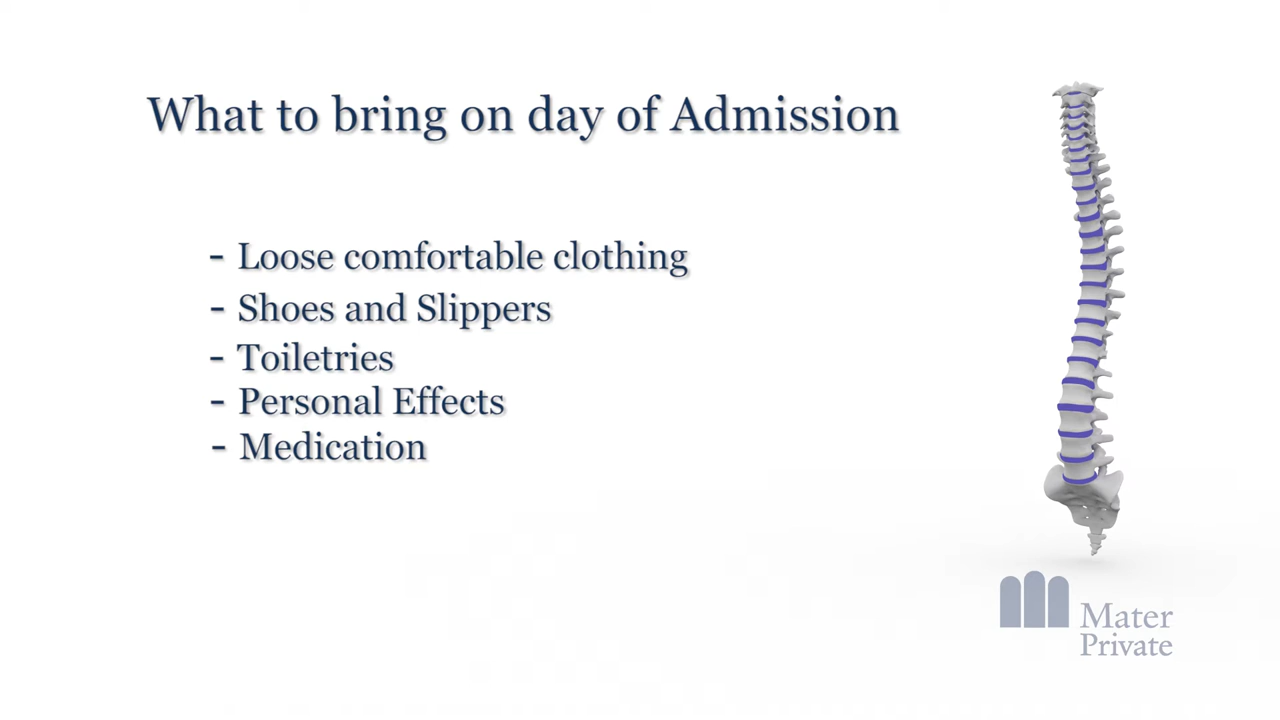 What to bring on day of Admission
- Loose comfortable clothing
- Shoes and Slippers
- Toiletries
- Personal Effects
- Medication
Mater
Private